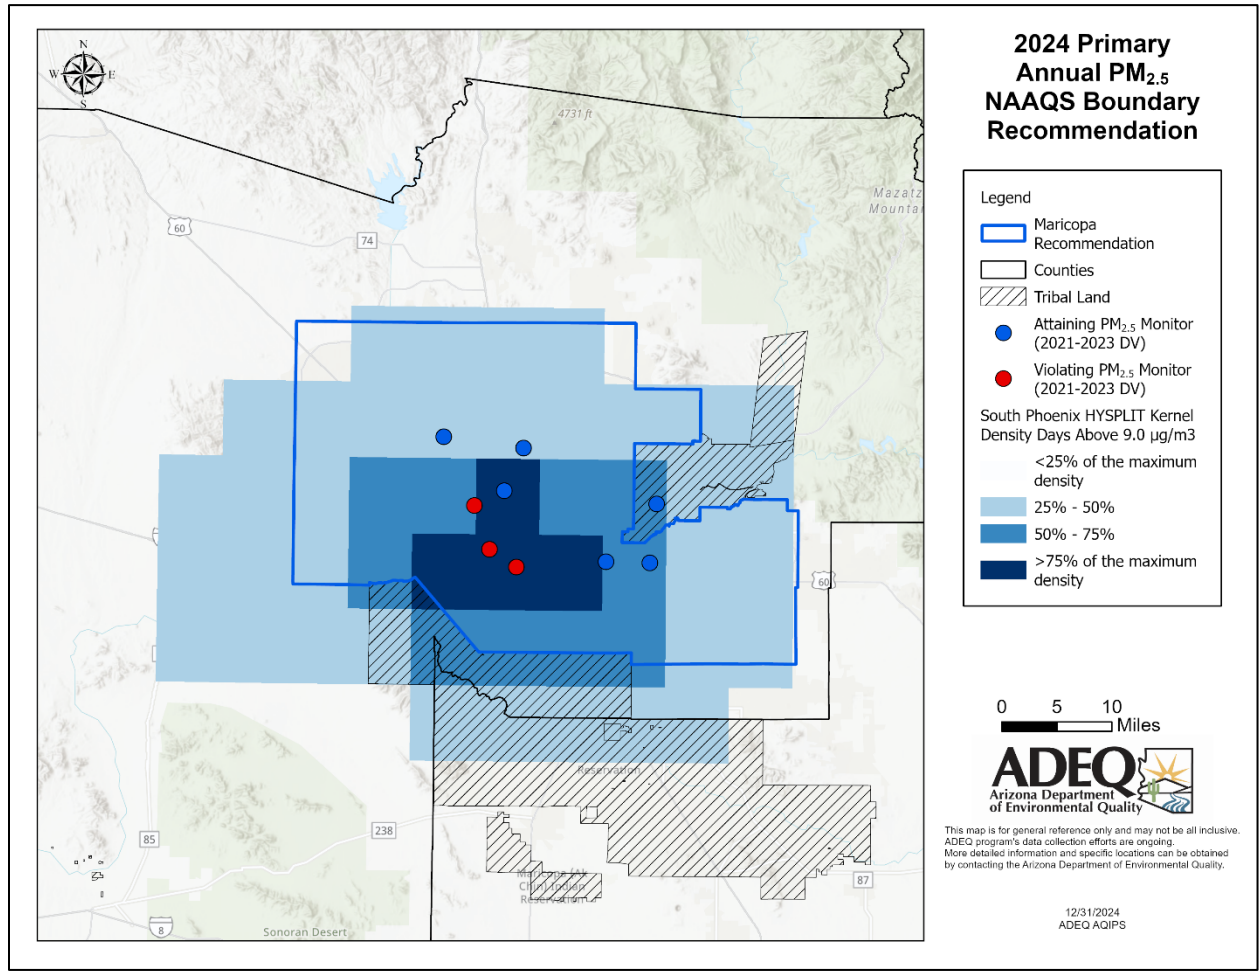 2024 Primary
Annual PM2.5
NAAQS Boundary
Recommendation
N
W
E
S
4731 ft
Mazatz
Mountai
60
74
60
Reservation
85
238
Maricopa (Ak
Chin) Indian
Reservation
87
8
Sonoran Desert
Legend
Maricopa
Recommendation
Counties
Tribal Land
Attaining PM2.5 Monitor
(2021-2023 DV)
Violating PM2.5 Monitor
(2021-2023 DV)
South Phoenix HYSPLIT Kernel
Density Days Above 9.0 µg/m3
<25% of the maximum
density
25% - 50%
50% - 75%
>75% of the maximum
density
0 5 10
Miles
ADEQ
Arizona Department
of Environmental Quality
This map is for general reference only and may not be all inclusive.
ADEQ program's data collection efforts are ongoing.
More detailed information and specific locations can be obtained
by contacting the Arizona Department of Environmental Quality.
12/31/2024
ADEQ AQIPS